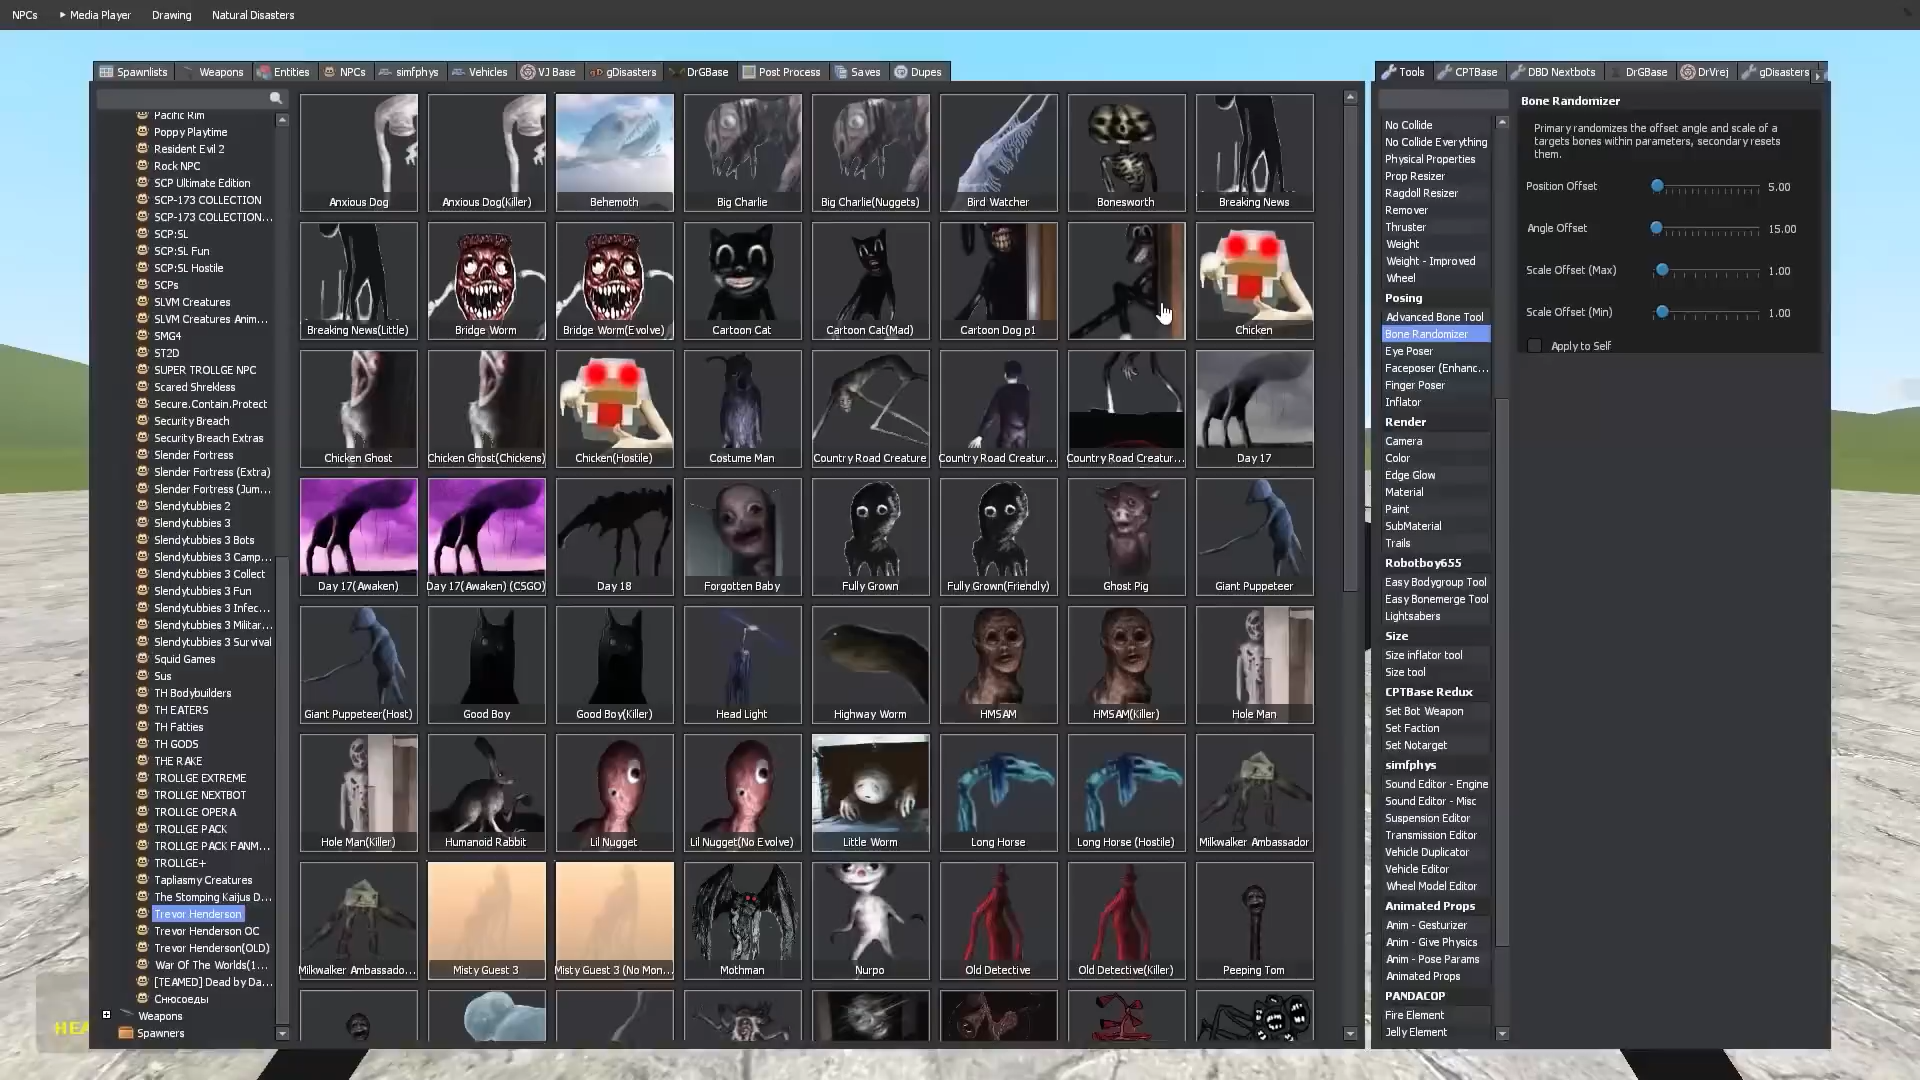 NPCs
Media Player
Drawing
Natural Disasters
Spawnlists
Weapons
Entities
NPCs
simfphys
Vehicles
VJ Base
gDisasters
DrGBase
Post Process
Saves
Dupes
Pacific Rim
Poppy Playtime
Resident Evil 2
Rock NPC
SCP Ultimate Edition
SCP-173 COLLECTION
SCP-173 COLLECTION...
SCP:SL
SCP:SL Fun
SCP:SL Hostile
SCPs
SLVM Creatures
SLVM Creatures Anim...
SMG4
ST2D
SUPER TROLLGE NPC
Scared Shrekless
Secure.Contain.Protect
Security Breach
Security Breach Extras
Slender Fortress
Slender Fortress (Extra)
Slender Fortress (Jum...
Slendytubbies 2
Slendytubbies 3
Slendytubbies 3 Bots
Slendytubbies 3 Camp...
Slendytubbies 3 Collect
Slendytubbies 3 Fun
Slendytubbies 3 Infec...
Slendytubbies 3 Militar...
Slendytubbies 3 Survival
Squid Games
Sus
TH Bodybuilders
TH EATERS
TH Fatties
TH GODS
THE RAKE
TROLLGE EXTREME
TROLLGE NEXTBOT
TROLLGE OPERA
TROLLGE PACK
TROLLGE PACK FANM...
TROLLGE+
Tapliasmy Creatures
The Stomping Kaijus D...
Trevor Henderson
Trevor Henderson OC
Trevor Henderson(OLD)
War Of The Worlds(1...
[TEAMED] Dead by Da...
Снюсоеды
Weapons
Spawners
HEA
Anxious Dog
Anxious Dog(Killer)
Behemoth
Big Charlie
Big Charlie(Nuggets)
Bird Watcher
Bonesworth
Breaking News
Breaking News(Little)
Bridge Worm
Bridge Worm(Evolve)
Cartoon Cat
Cartoon Cat(Mad)
Cartoon Dog p1
Chicken
Chicken Ghost
Chicken Ghost(Chickens)
Chicken(Hostile)
Costume Man
Country Road Creature
Country Road Creatur...
Country Road Creatur...
Day 17
Day 17(Awaken)
Day 17(Awaken) (CSGO)
Day 18
Forgotten Baby
Fully Grown
Fully Grown(Friendly)
Ghost Pig
Giant Puppeteer
Giant Puppeteer(Host)
Good Boy
Good Boy(Killer)
Head Light
Highway Worm
HMSAM
HMSAM(Killer)
Hole Man
Hole Man(Killer)
Humanoid Rabbit
Lil Nugget
Lil Nugget(No Evolve)
Little Worm
Long Horse
Long Horse (Hostile)
Milkwalker Ambassador
Milkwalker Ambassado...
Misty Guest 3
Misty Guest 3 (No Mon...
Mothman
Nurpo
Old Detective
Old Detective(Killer)
Peeping Tom
Tools
CPTBase
DBD Nextbots
DrGBase
DrVrej
gDisasters
No Collide
No Collide Everything
Physical Properties
Prop Resizer
Ragdoll Resizer
Remover
Thruster
Weight
Weight - Improved
Wheel
Posing
Advanced Bone Tool
Bone Randomizer
Eye Poser
Faceposer (Enhanc...
Finger Poser
Inflator
Render
Camera
Color
Edge Glow
Material
Paint
SubMaterial
Trails
Robotboy655
Easy Bodygroup Tool
Easy Bonemerge Tool
Lightsabers
Size
Size inflator tool
Size tool
CPTBase Redux
Set Bot Weapon
Set Faction
Set Notarget
simfphys
Sound Editor - Engine
Sound Editor - Misc
Suspension Editor
Transmission Editor
Vehicle Duplicator
Vehicle Editor
Wheel Model Editor
Animated Props
Anim - Gesturizer
Anim - Give Physics
Anim - Pose Params
Animated Props
PANDACOP
Fire Element
Jelly Element
Bone Randomizer
Primary randomizes the offset angle and scale of a
targets bones within parameters, secondary resets
them.
Position Offset 5.00
Angle Offset 15.00
Scale Offset (Max) 1.00
Scale Offset (Min) 1.00
Apply to Self